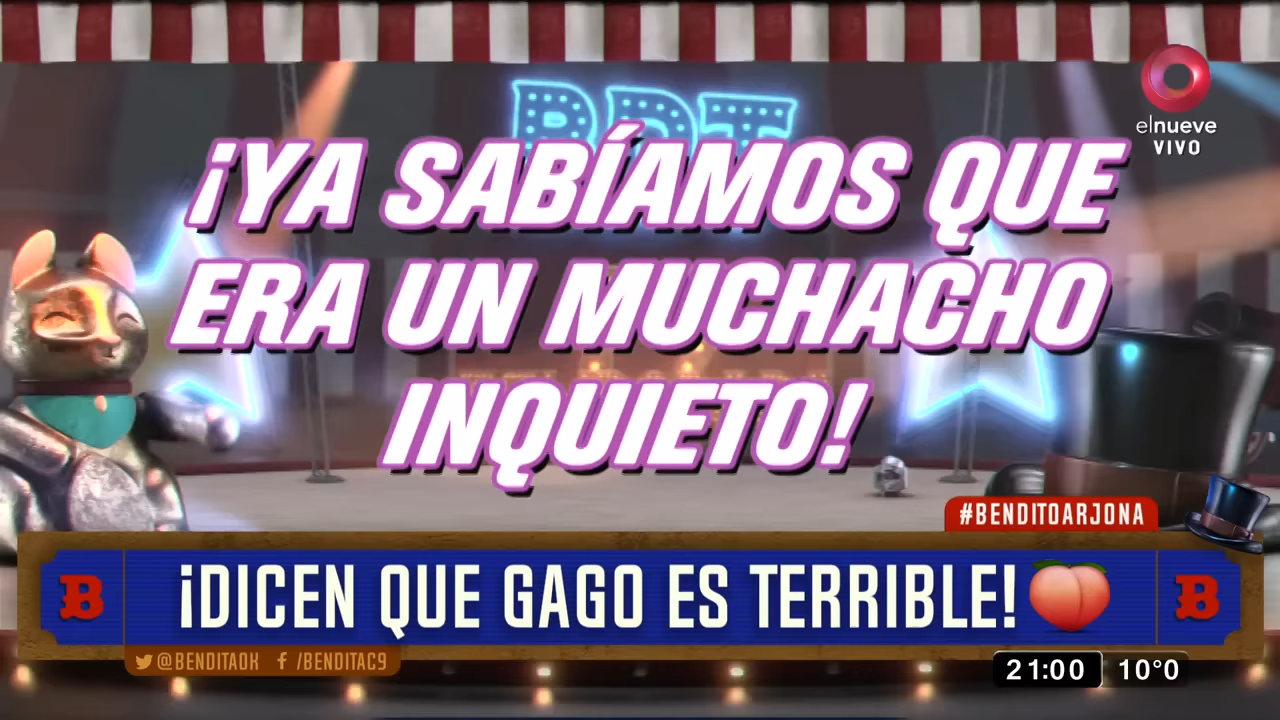 BDT
elnueve
VIVO
¡YA SABÍAMOS QUE
ERA UN MUCHACHO
INQUIETO!
#BENDITOARJONA
B
¡DICEN QUE GAGO ES TERRIBLE!
B
@BENDITAOK /BENDITAC9
21:00 10°0